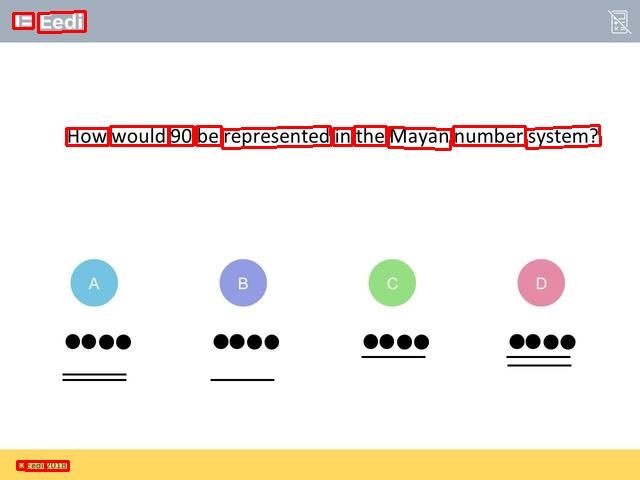 Eedi
How would 90 be represented in the Mayan number system?
A B C D
© Eedi 2018